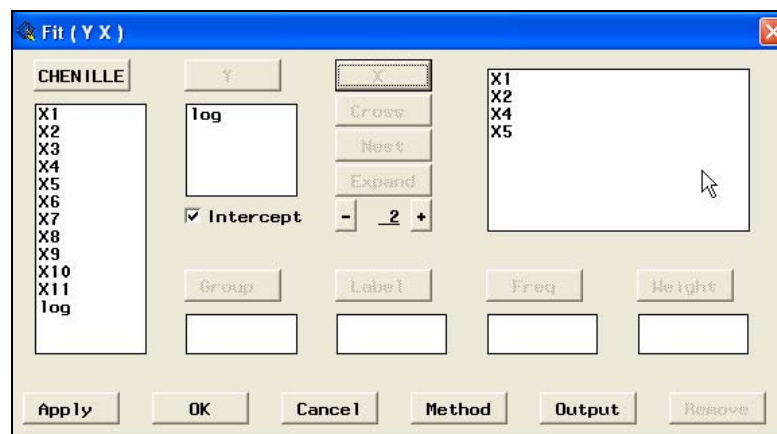 Fit ( Y X )
CHENILLE
Y
X
X1
X2
X4
X5
X1
X2
X3
X4
X5
X6
X7
X8
X9
X10
X11
log
log
Cross
Nest
Expand
Intercept
- 2 +
Group
Label
Freq
Weight
Apply
OK
Cancel
Method
Output
Remove